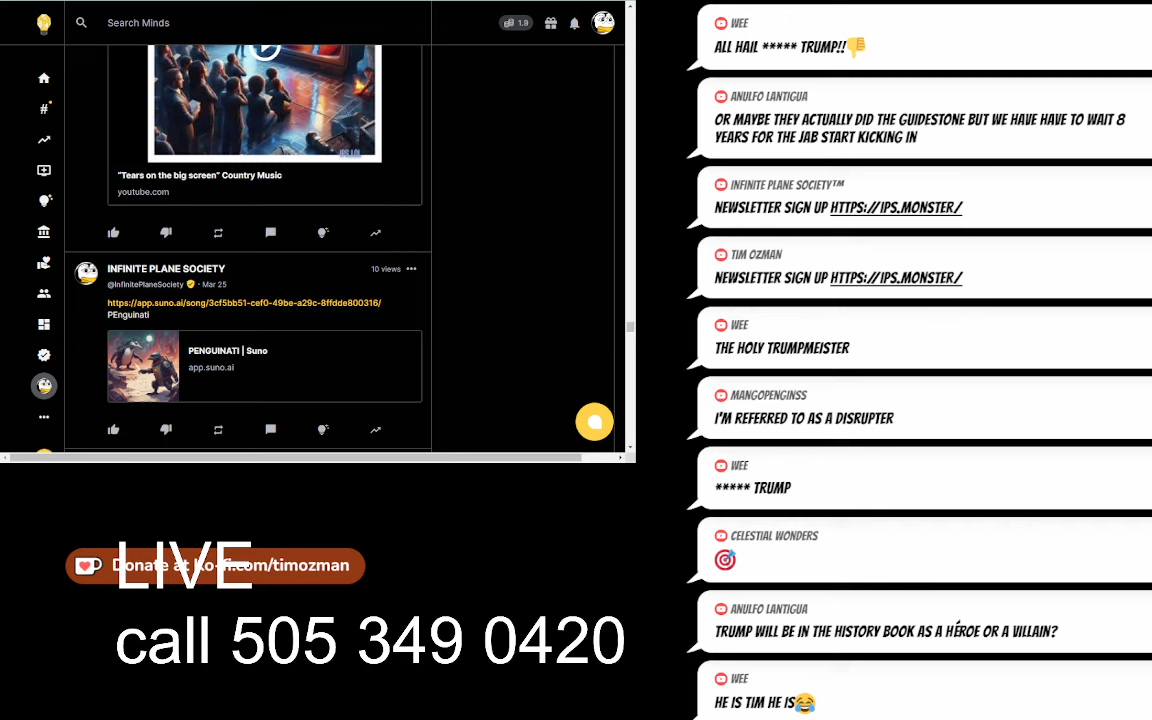 Search Minds
1.9
IPS LOL
"Tears on the big screen" Country Music
youtube.com
INFINITE PLANE SOCIETY
10 views
@InfinitePlaneSociety · Mar 25
https://app.suno.ai/song/3cf5bb51-cef0-49be-a29c-8ffdde800316/
PEnguinati
PENGUINATI | Suno
app.suno.ai
Donate at ko-fi.com/timozman
LIVE
call 505 349 0420
WEE
ALL HAIL ***** TRUMP!!👎
ANULFO LANTIGUA
OR MAYBE THEY ACTUALLY DID THE GUIDESTONE BUT WE HAVE HAVE TO WAIT 8
YEARS FOR THE JAB START KICKING IN
INFINITE PLANE SOCIETY™
NEWSLETTER SIGN UP HTTPS://IPS.MONSTER/
TIM OZMAN
NEWSLETTER SIGN UP HTTPS://IPS.MONSTER/
WEE
THE HOLY TRUMPMEISTER
MANGOPENGINSS
I'M REFERRED TO AS A DISRUPTER
WEE
***** TRUMP
CELESTIAL WONDERS
🎯
ANULFO LANTIGUA
TRUMP WILL BE IN THE HISTORY BOOK AS A HÉROE OR A VILLAIN?
WEE
HE IS TIM HE IS😂